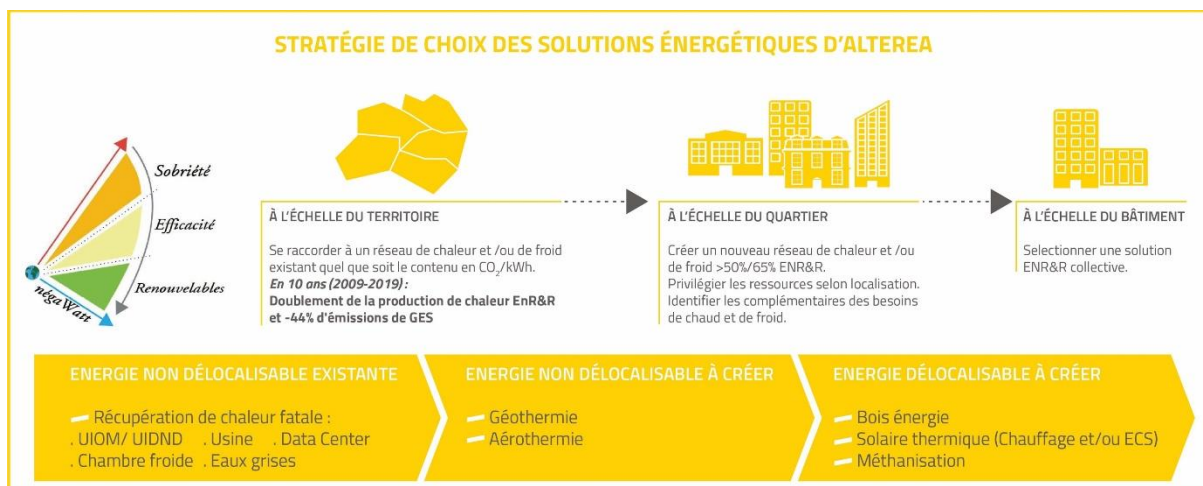 STRATÉGIE DE CHOIX DES SOLUTIONS ÉNERGÉTIQUES D'ALTEREA
Sobriété
Efficacité
Renouvelables
négaWatt
À L'ÉCHELLE DU TERRITOIRE
Se raccorder à un réseau de chaleur et /ou de froid
existant quel que soit le contenu en CO₂/kWh.
En 10 ans (2009-2019) :
Doublement de la production de chaleur EnR&R
et -44% d'émissions de GES
À L'ÉCHELLE DU QUARTIER
Créer un nouveau réseau de chaleur et /ou
de froid >50%/65% ENR&R.
Privilégier les ressources selon localisation.
Identifier les complémentaires des besoins
de chaud et de froid.
À L'ÉCHELLE DU BÂTIMENT
Selectionner une solution
ENR&R collective.
ENERGIE NON DÉLOCALISABLE EXISTANTE
Récupération de chaleur fatale :
. UIOM/ UIDND . Usine . Data Center
. Chambre froide . Eaux grises
ENERGIE NON DÉLOCALISABLE À CRÉER
Géothermie
Aérothermie
ENERGIE DÉLOCALISABLE À CRÉER
Bois énergie
Solaire thermique (Chauffage et/ou ECS)
Méthanisation